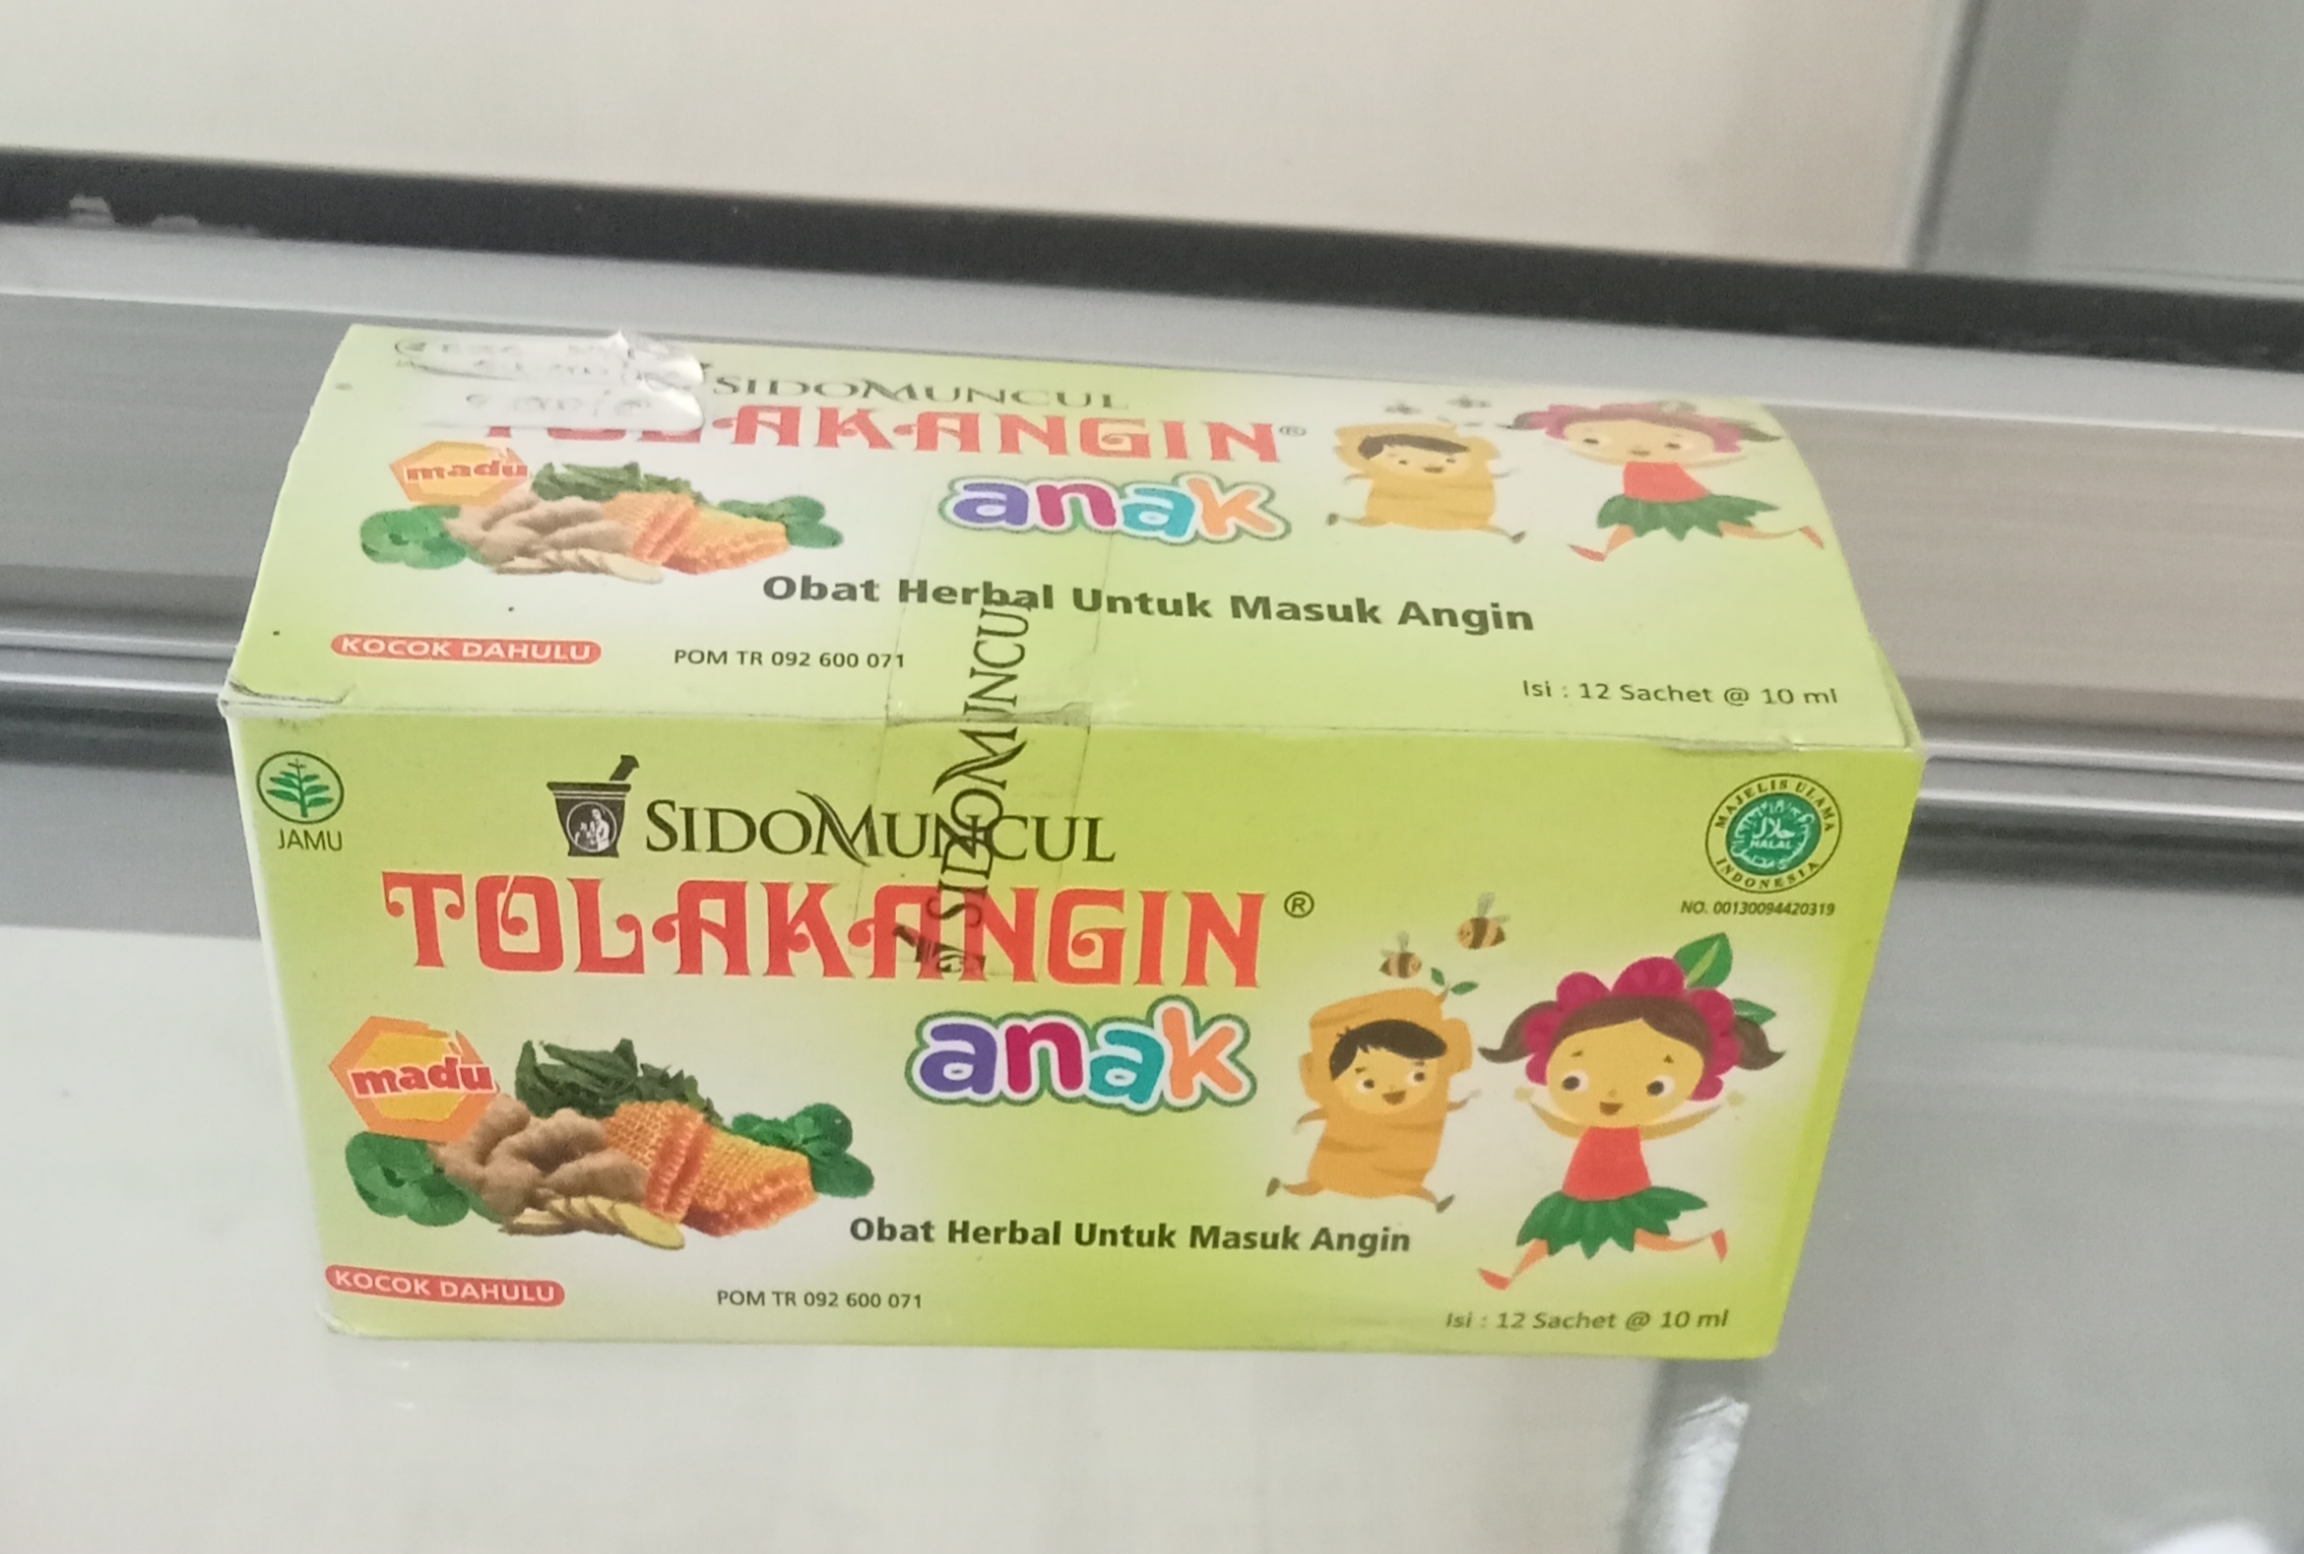 SIDOMUNCUL
TOLAKANGIN®
madu
anak
Obat Herbal Untuk Masuk Angin
KOCOK DAHULU
POM TR 092 600 071
Isi : 12 Sachet @ 10 ml
SIDOMUNCUL
JAMU
SIDOMUNCUL
TOLAKANGIN®
MAJELIS ULAMA INDONESIA
حلال
HALAL
NO. 00130094420319
madu
anak
Obat Herbal Untuk Masuk Angin
KOCOK DAHULU
POM TR 092 600 071
Isi : 12 Sachet @ 10 ml